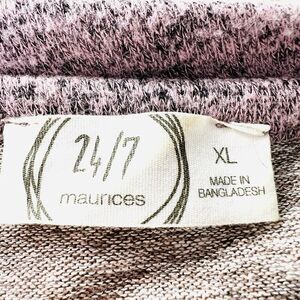 24/7
maurices
XL
MADE IN
BANGLADESH